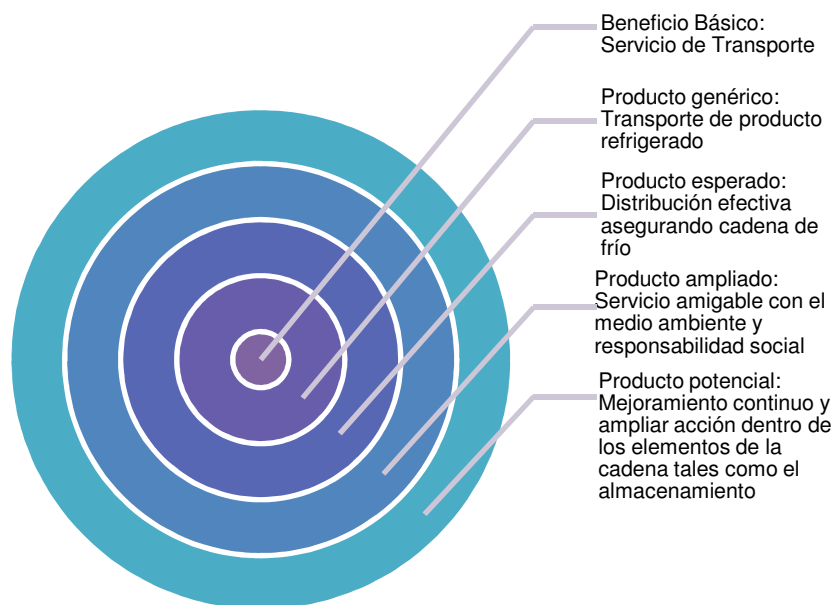 Beneficio Básico:
Servicio de Transporte
Producto genérico:
Transporte de producto
refrigerado
Producto esperado:
Distribución efectiva
asegurando cadena de
frío
Producto ampliado:
Servicio amigable con el
medio ambiente y
responsabilidad social
Producto potencial:
Mejoramiento continuo y
ampliar acción dentro de
los elementos de la
cadena tales como el
almacenamiento